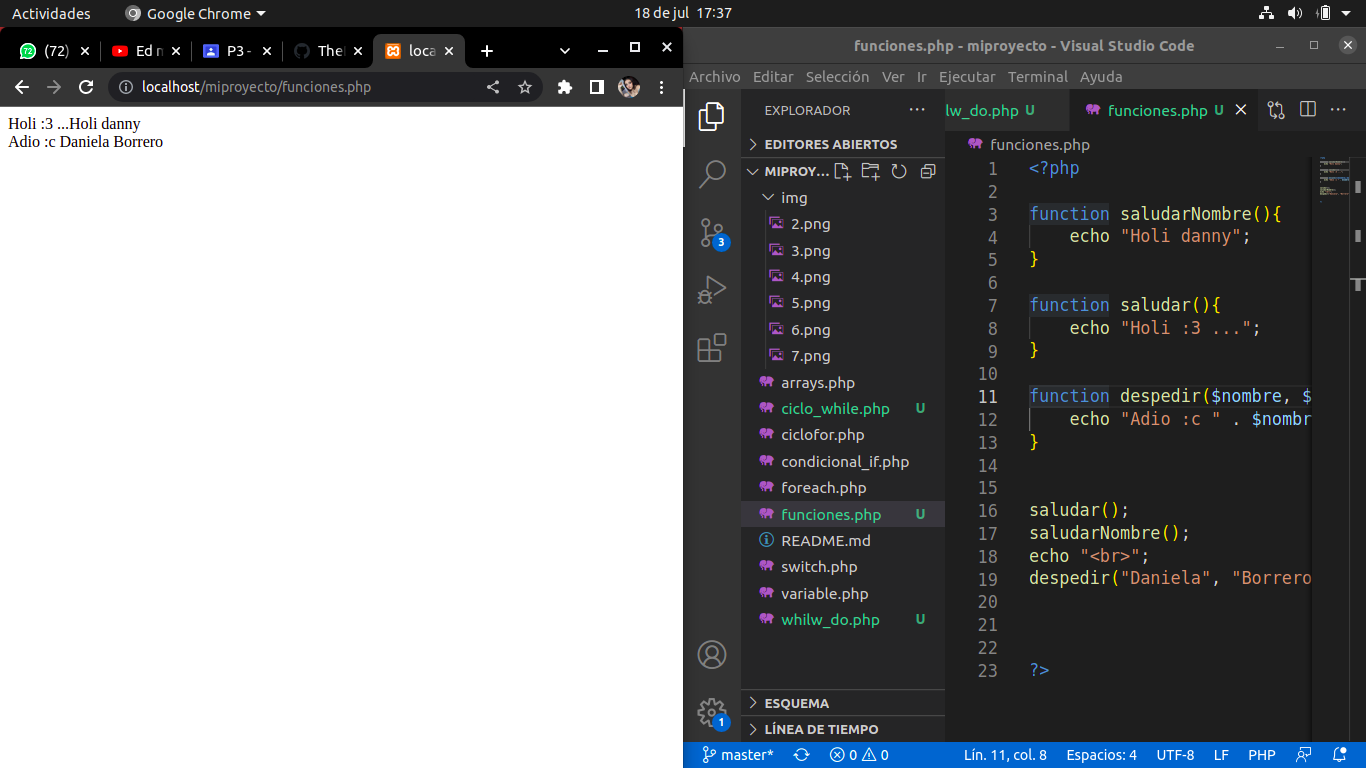 Actividades
Google Chrome
18 de jul 17:37
(72)
Ed n
P3 -
The
loca
localhost/miproyecto/funciones.php
Holi :3 ...Holi danny
Adio :c Daniela Borrero
funciones.php - miproyecto - Visual Studio Code
Archivo Editar Selección Ver Ir Ejecutar Terminal Ayuda
EXPLORADOR
EDITORES ABIERTOS
MIPROY...
img
2.png
3.png
4.png
5.png
6.png
7.png
arrays.php
ciclo_while.php U
ciclofor.php
condicional_if.php
foreach.php
funciones.php U
README.md
switch.php
variable.php
whilw_do.php U
ESQUEMA
LÍNEA DE TIEMPO
3
1
lw_do.php U
funciones.php U
funciones.php
1 <?php
2
3 function saludarNombre(){
4 echo "Holi danny";
5 }
6
7 function saludar(){
8 echo "Holi :3 ...";
9 }
10
11 function despedir($nombre, $
12 echo "Adio :c " . $nombr
13 }
14
15
16 saludar();
17 saludarNombre();
18 echo "<br>";
19 despedir("Daniela", "Borrero
20
21
22
23 ?>
master* 0 0 Lín. 11, col. 8 Espacios: 4 UTF-8 LF PHP